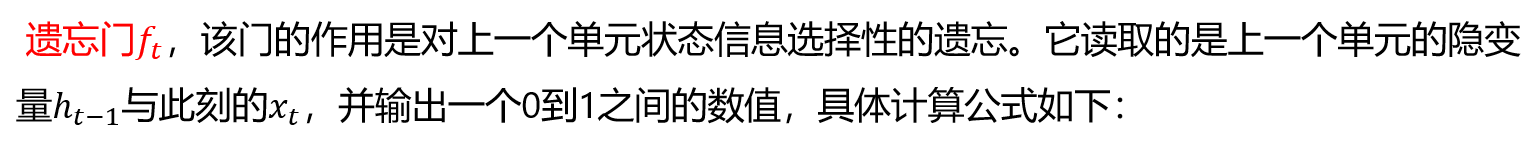 遗忘门𝑓ₜ，该门的作用是对上一个单元状态信息选择性的遗忘。它读取的是上一个单元的隐变
量ℎₜ₋₁与此刻的𝑥ₜ，并输出一个0到1之间的数值，具体计算公式如下：